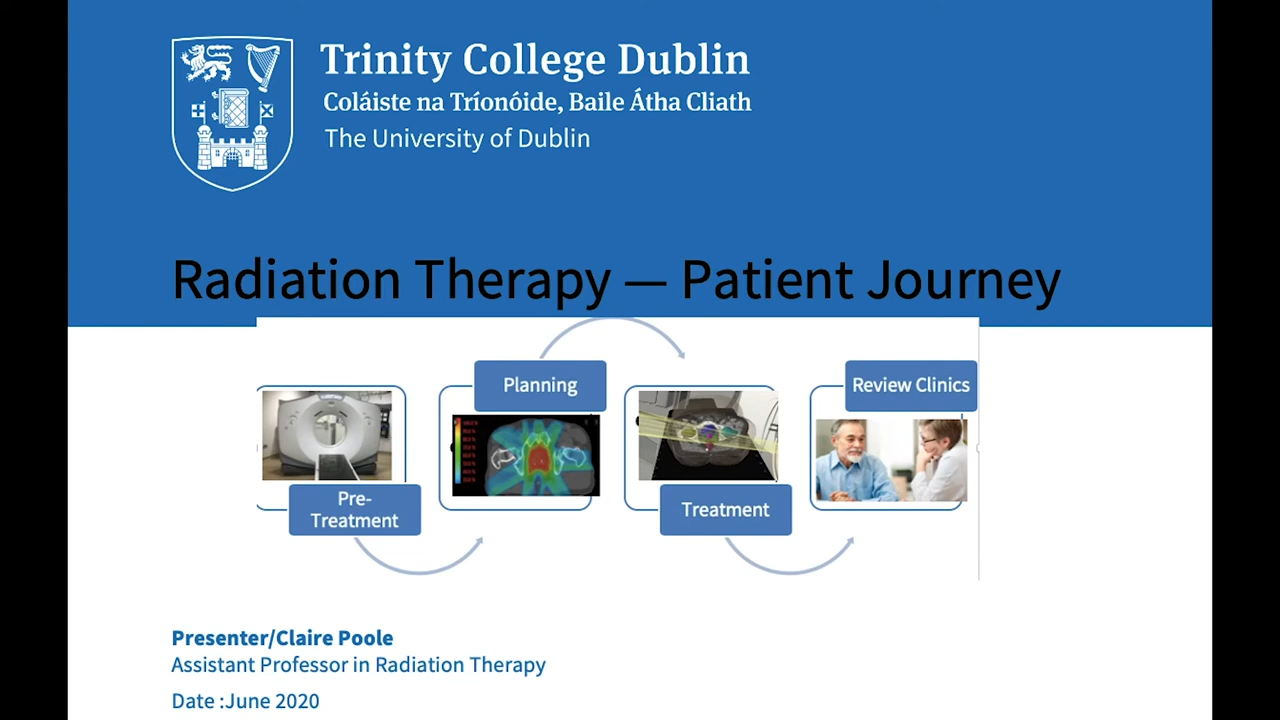 Trinity College Dublin
Coláiste na Tríonóide, Baile Átha Cliath
The University of Dublin
Radiation Therapy — Patient Journey
Pre-
Treatment
Planning
Treatment
Review Clinics
Presenter/Claire Poole
Assistant Professor in Radiation Therapy
Date :June 2020